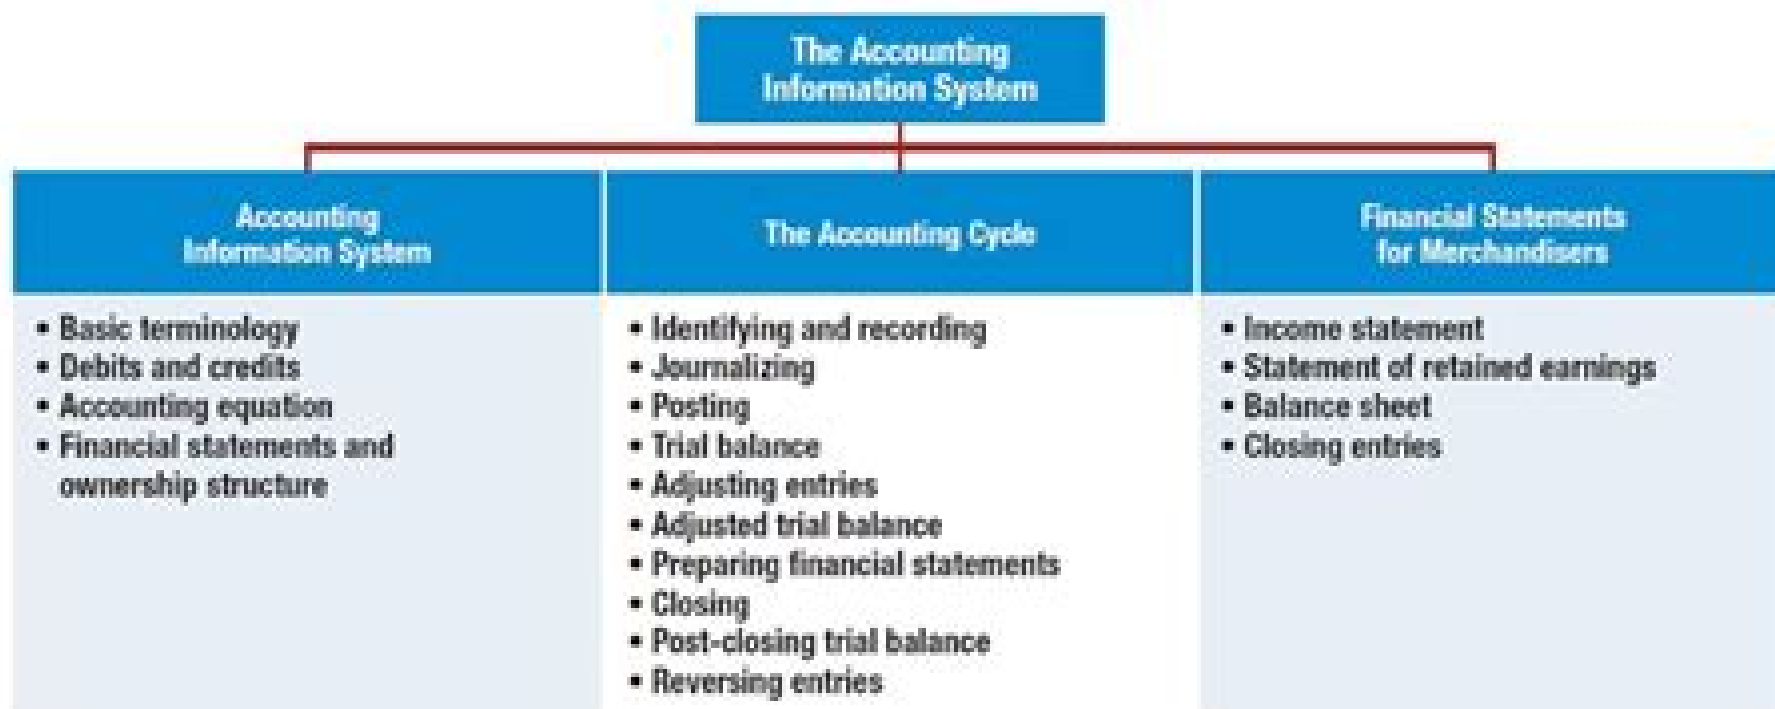 The Accounting
Information System
Accounting
Information System
• Basic terminology
• Debits and credits
• Accounting equation
• Financial statements and
ownership structure
The Accounting Cycle
• Identifying and recording
• Journalizing
• Posting
• Trial balance
• Adjusting entries
• Adjusted trial balance
• Preparing financial statements
• Closing
• Post-closing trial balance
• Reversing entries
Financial Statements
for Merchandisers
• Income statement
• Statement of retained earnings
• Balance sheet
• Closing entries